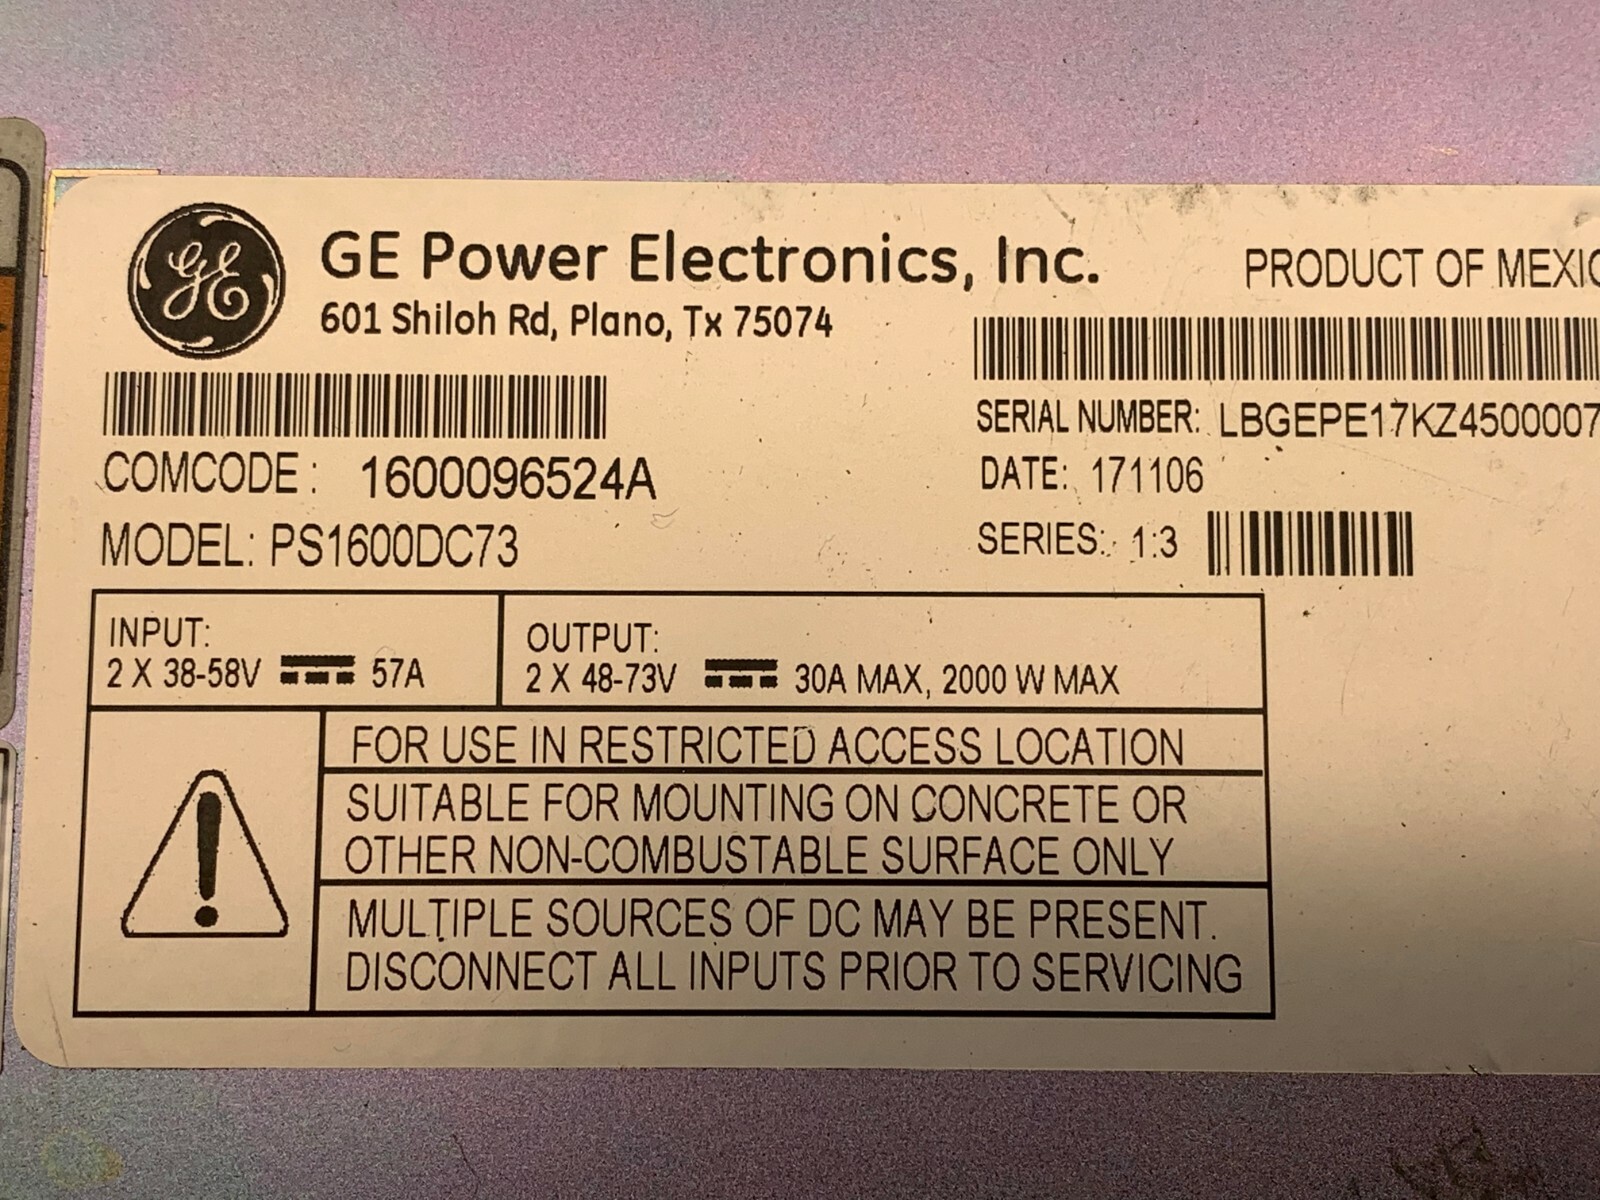 GE
GE Power Electronics, Inc.
601 Shiloh Rd, Plano, Tx 75074
PRODUCT OF MEXIC
SERIAL NUMBER: LBGEPE17KZ4500007
COMCODE: 1600096524A
DATE: 171106
MODEL: PS1600DC73
SERIES: 1:3
INPUT:
2 X 38-58V 57A
OUTPUT:
2 X 48-73V 30A MAX, 2000 W MAX
FOR USE IN RESTRICTED ACCESS LOCATION
SUITABLE FOR MOUNTING ON CONCRETE OR
OTHER NON-COMBUSTABLE SURFACE ONLY
MULTIPLE SOURCES OF DC MAY BE PRESENT.
DISCONNECT ALL INPUTS PRIOR TO SERVICING